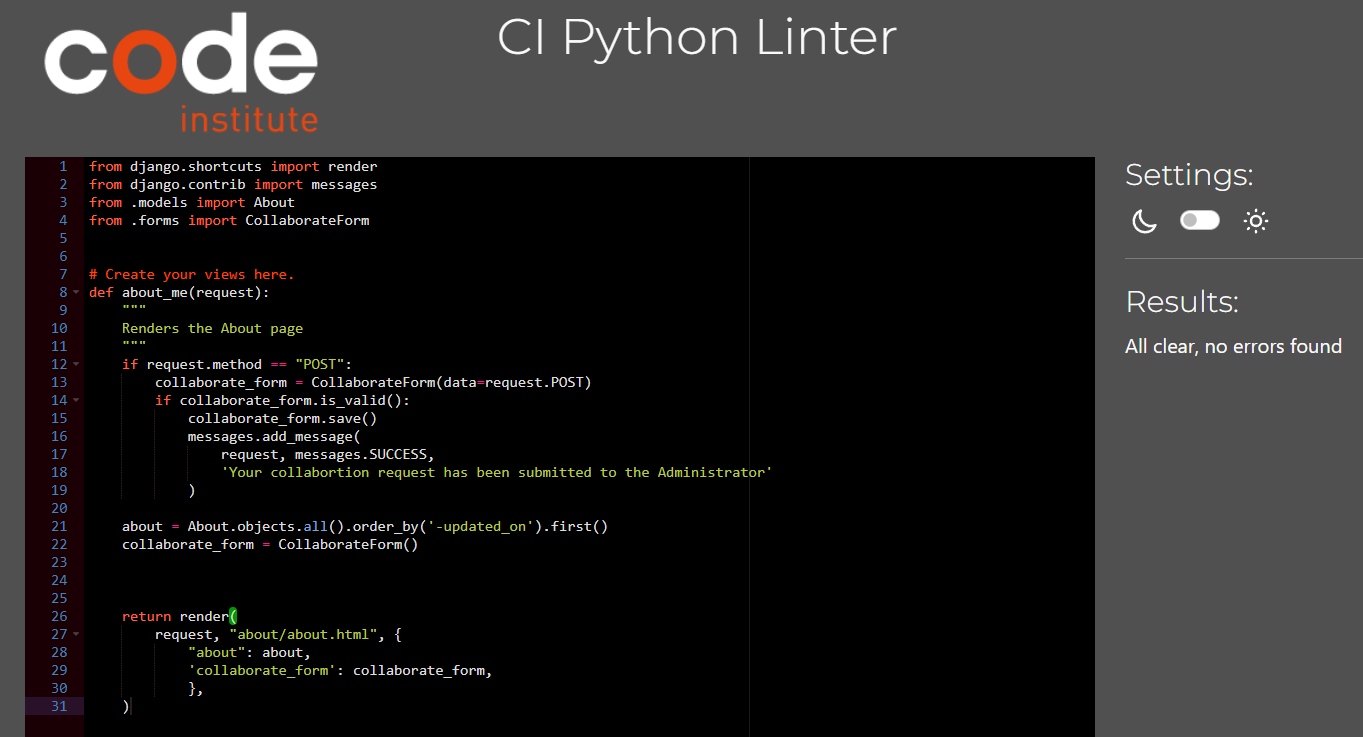 code
institute
CI Python Linter
1 from django.shortcuts import render
2 from django.contrib import messages
3 from .models import About
4 from .forms import CollaborateForm
5
6
7 # Create your views here.
8 def about_me(request):
9     """
10     Renders the About page
11     """
12     if request.method == "POST":
13         collaborate_form = CollaborateForm(data=request.POST)
14         if collaborate_form.is_valid():
15             collaborate_form.save()
16             messages.add_message(
17                 request, messages.SUCCESS,
18                 'Your collabortion request has been submitted to the Administrator'
19             )
20
21     about = About.objects.all().order_by('-updated_on').first()
22     collaborate_form = CollaborateForm()
23
24
25
26     return render(
27         request, "about/about.html", {
28             "about": about,
29             'collaborate_form': collaborate_form,
30             },
31     )
Settings:
Results:
All clear, no errors found